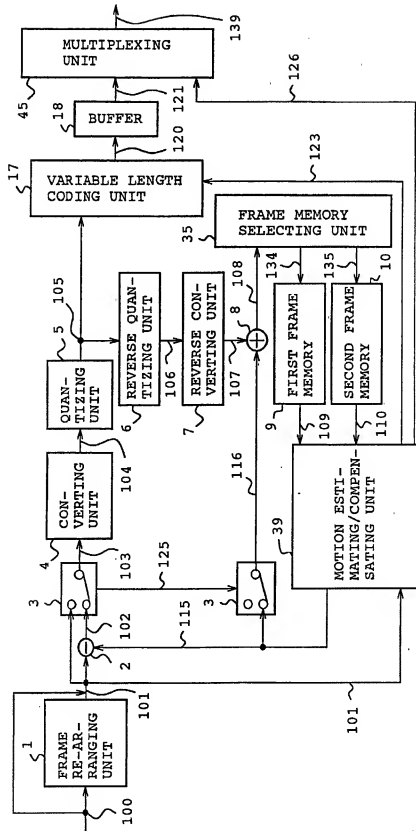 139
MULTIPLEXING
UNIT
45
121
126
BUFFER
18
120
VARIABLE LENGTH
CODING UNIT
17
123
FRAME MEMORY
SELECTING UNIT
35
105
5
QUAN-
TIZING
UNIT
REVERSE QUAN-
TIZING UNIT
6
106
REVERSE CON-
VERTING UNIT
7
107
8
108
134
135
FIRST FRAME
MEMORY
9
109
SECOND FRAME
MEMORY
10
110
104
CON-
VERTING
UNIT
4
103
3
102
2
125
3
116
115
MOTION ESTI-
MATING/COMPEN-
SATING UNIT
39
101
101
1
FRAME
RE-AR-
RANGING
UNIT
100